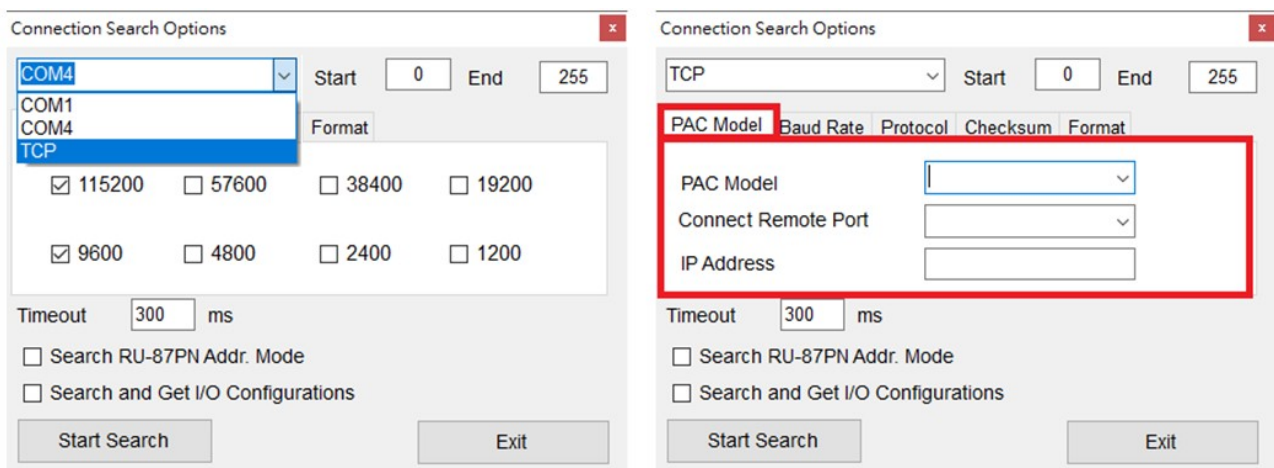 Connection Search Options
x
COM4
Start
0
End
255
COM1
COM4
TCP
Format
115200
57600
38400
19200
9600
4800
2400
1200
Timeout
300
ms
Search RU-87PN Addr. Mode
Search and Get I/O Configurations
Start Search
Exit
Connection Search Options
x
TCP
Start
0
End
255
PAC Model
Baud Rate
Protocol
Checksum
Format
PAC Model
Connect Remote Port
IP Address
Timeout
300
ms
Search RU-87PN Addr. Mode
Search and Get I/O Configurations
Start Search
Exit